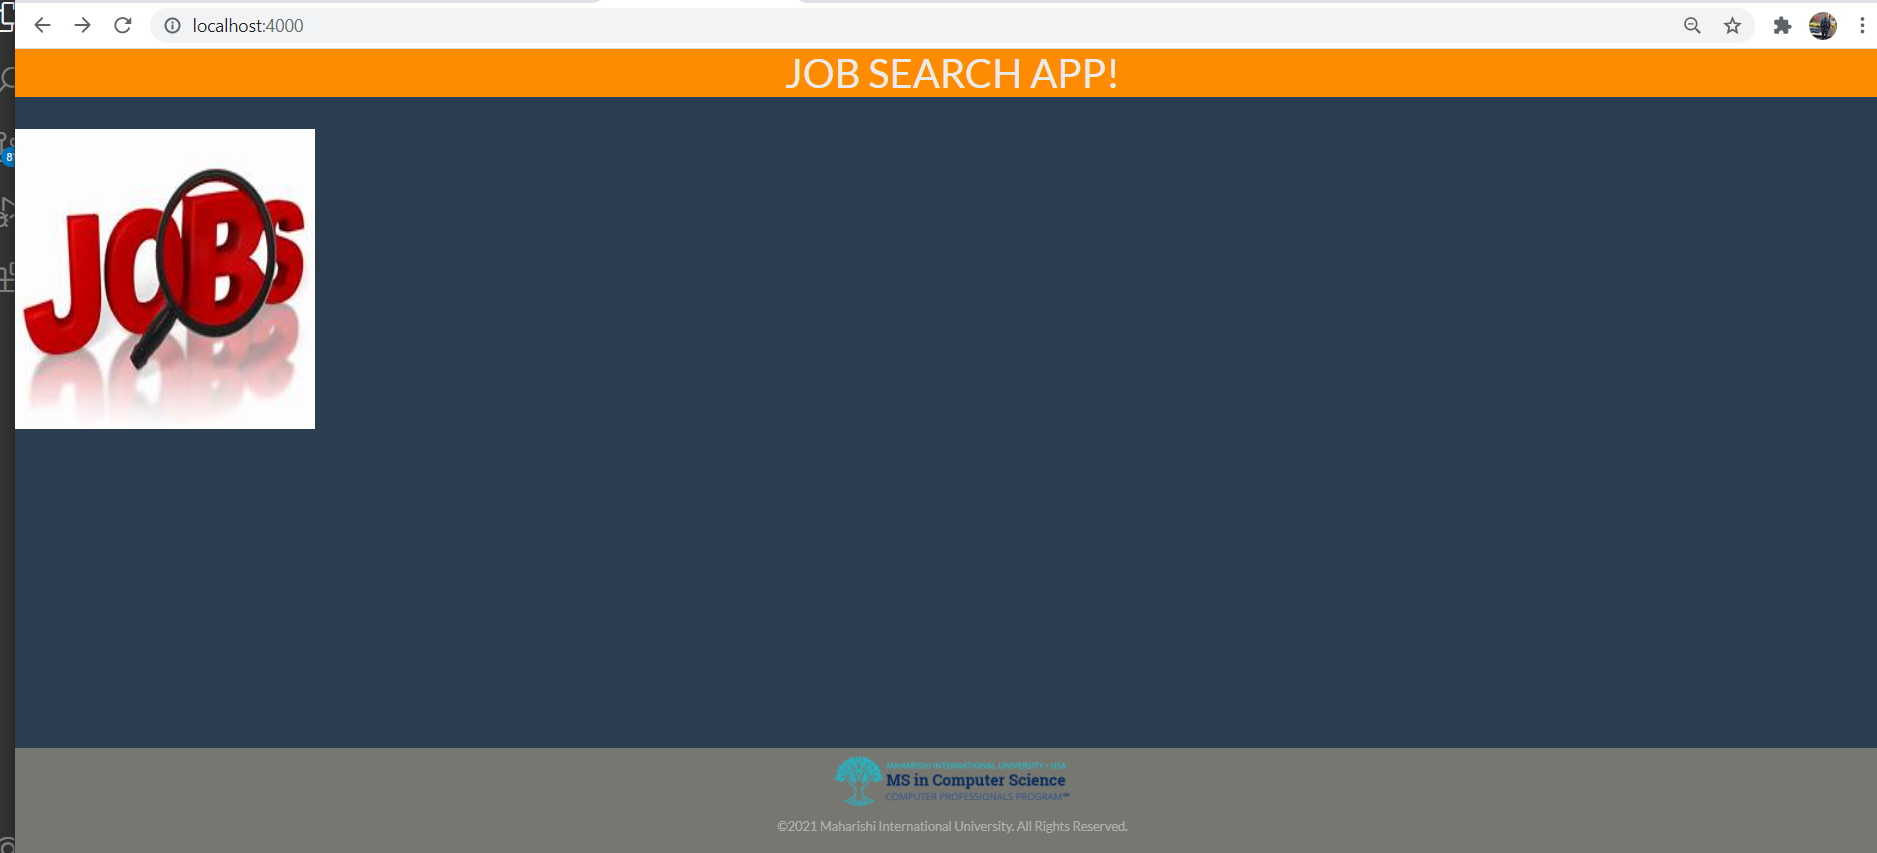 localhost:4000
JOB SEARCH APP!
8
JOBS
MAHARISHI INTERNATIONAL UNIVERSITY • USA
MS in Computer Science
COMPUTER PROFESSIONALS PROGRAM℠
©2021 Maharishi International University. All Rights Reserved.